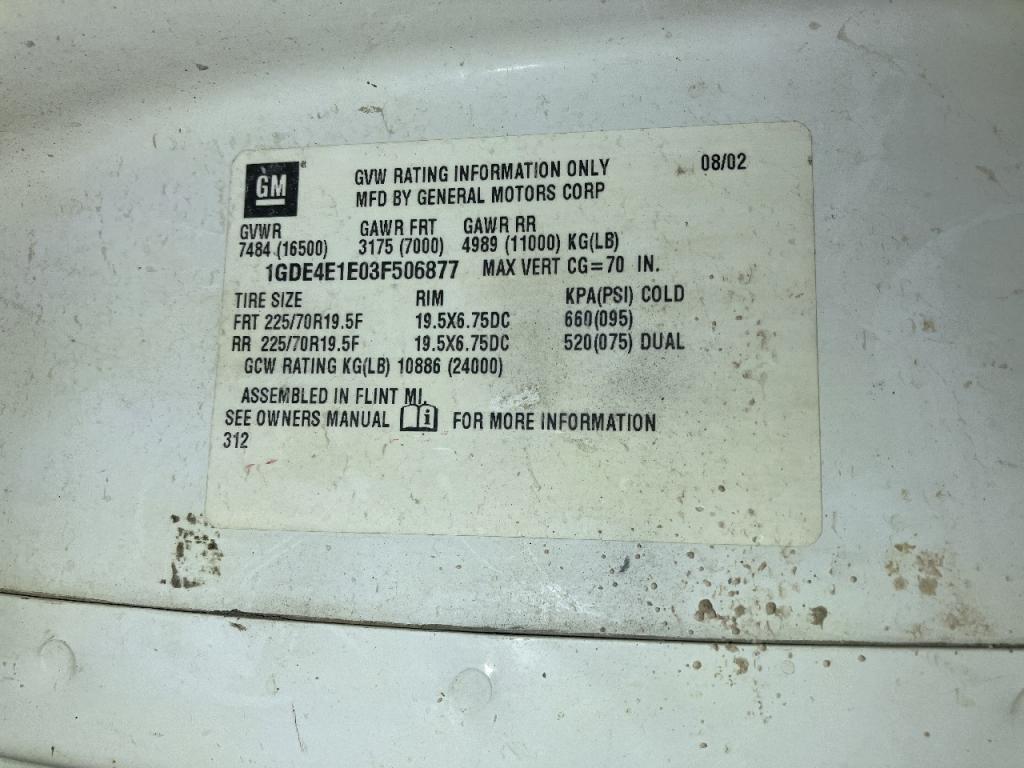 GM GVW RATING INFORMATION ONLY 08/02
MFD BY GENERAL MOTORS CORP
GVWR GAWR FRT GAWR RR
7484 (16500) 3175 (7000) 4989 (11000) KG(LB)
1GDE4E1E03F506877 MAX VERT CG=70 IN.
TIRE SIZE RIM KPA(PSI) COLD
FRT 225/70R19.5F 19.5X6.75DC 660(095)
RR 225/70R19.5F 19.5X6.75DC 520(075) DUAL
GCW RATING KG(LB) 10886 (24000)
ASSEMBLED IN FLINT MI.
SEE OWNERS MANUAL i FOR MORE INFORMATION
312